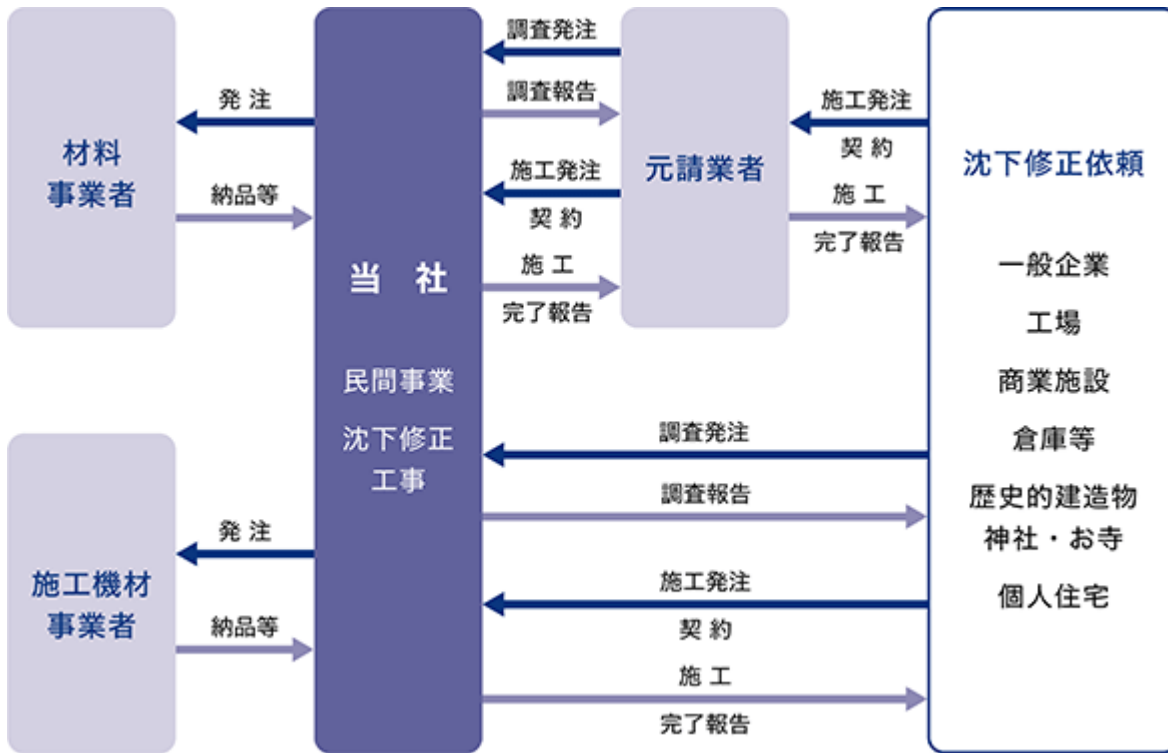 材料
事業者
発 注
納品等
施工機材
事業者
発 注
納品等
当 社
民間事業
沈下修正
工事
調査発注
調査報告
施工発注
契 約
施 工
完了報告
元請業者
施工発注
契 約
施 工
完了報告
調査発注
調査報告
施工発注
契 約
施 工
完了報告
沈下修正依頼
一般企業
工場
商業施設
倉庫等
歴史的建造物
神社・お寺
個人住宅